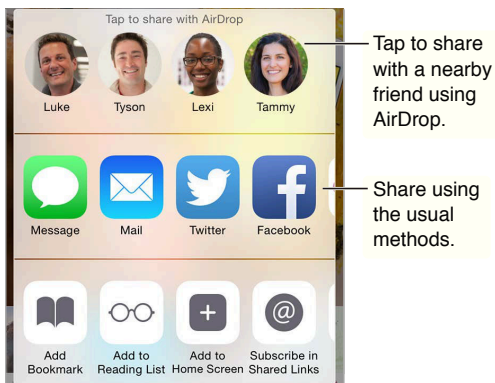 Tap to share with AirDrop
Luke Tyson Lexi Tammy
Tap to share
with a nearby
friend using
AirDrop.
Message Mail Twitter Facebook
Share using
the usual
methods.
Add Add to Add to Subscribe in
Bookmark Reading List Home Screen Shared Links